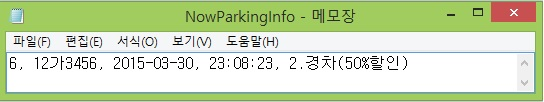 NowParkingInfo - 메모장
파일(F) 편집(E) 서식(O) 보기(V) 도움말(H)
6, 12가3456, 2015-03-30, 23:08:23, 2.경차(50%할인)